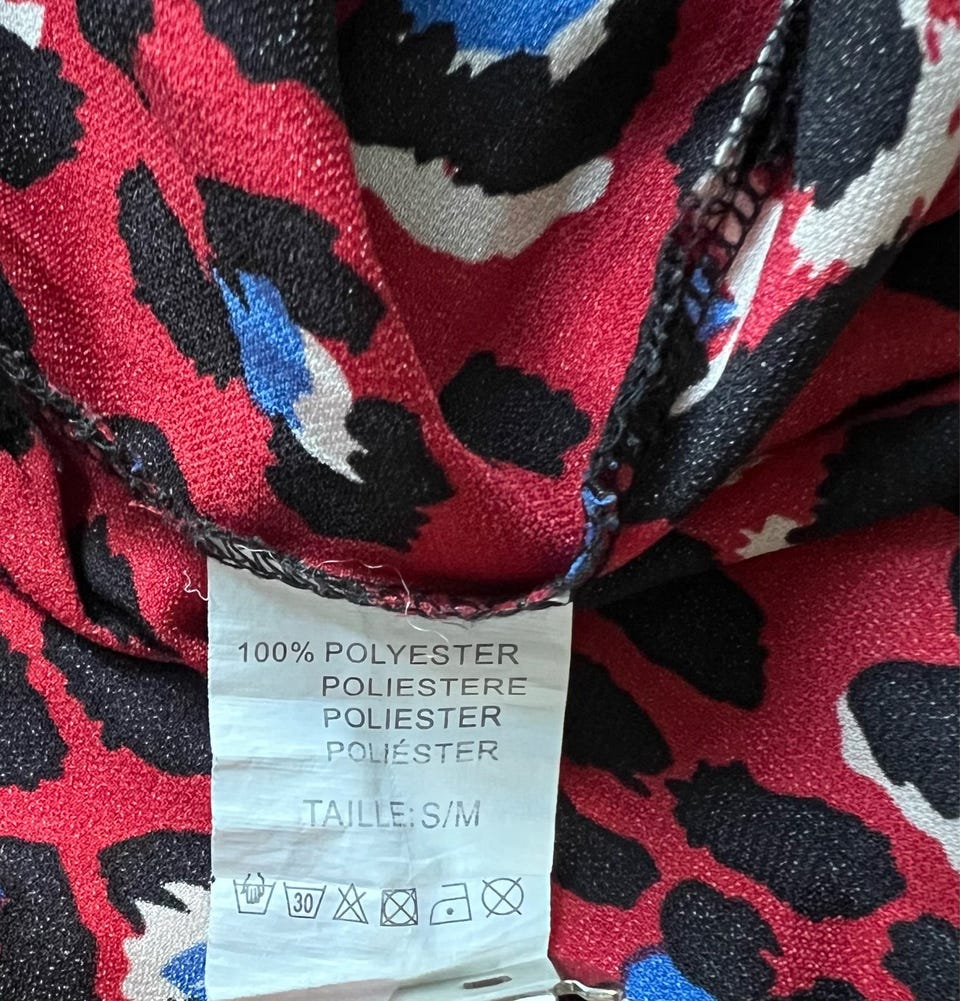 100% POLYESTER
POLIESTERE
POLIESTER
POLIÉSTER
TAILLE: S/M
30